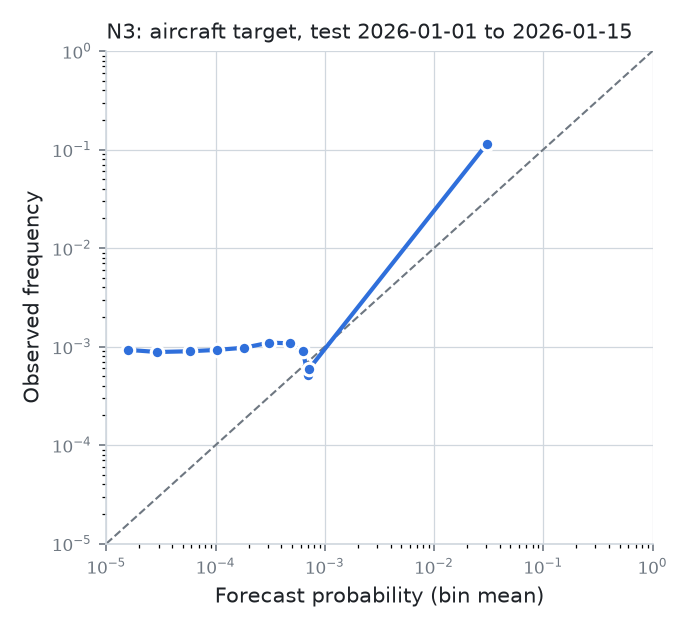 N3: aircraft target, test 2026-01-01 to 2026-01-15
Observed frequency
10⁰
10⁻¹
10⁻²
10⁻³
10⁻⁴
10⁻⁵
10⁻⁵ 10⁻⁴ 10⁻³ 10⁻² 10⁻¹ 10⁰
Forecast probability (bin mean)